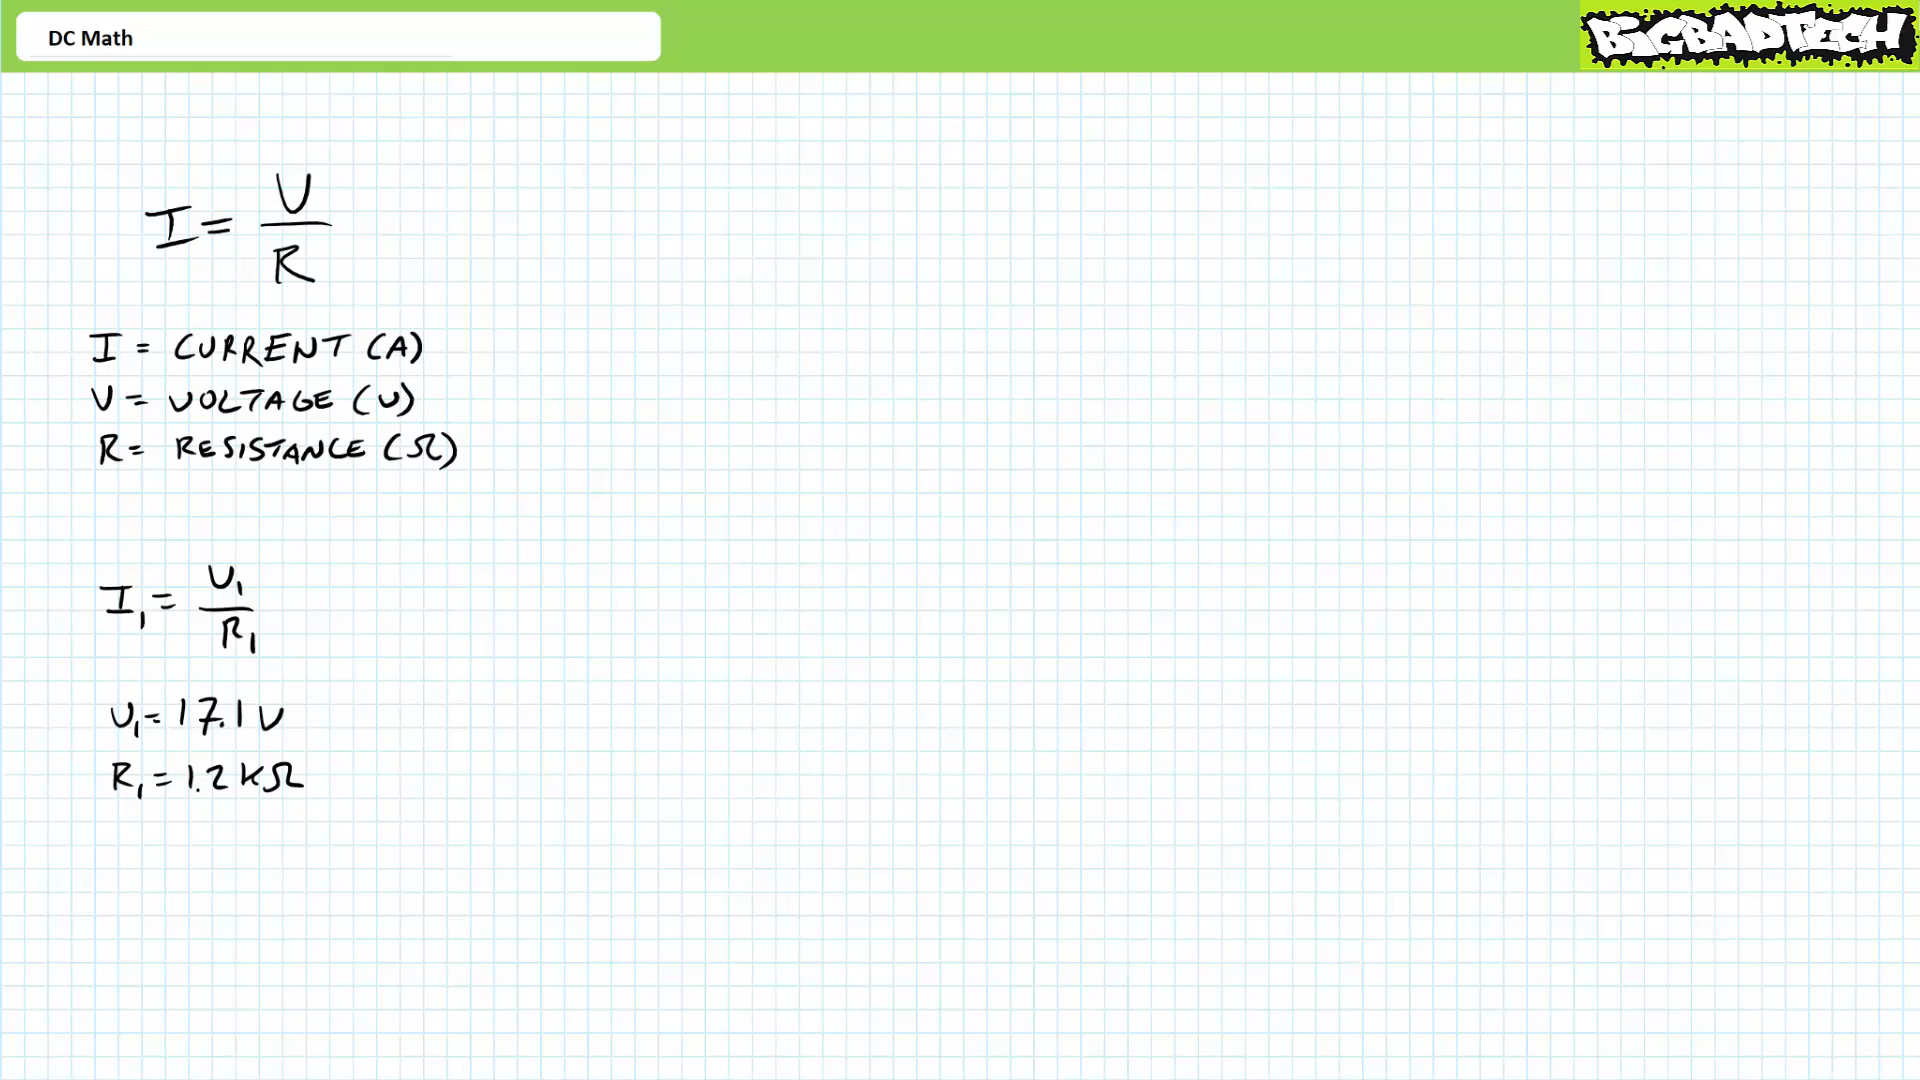 DC Math
BIGBADTECH
I = V / R
I = CURRENT (A)
V = VOLTAGE (V)
R = RESISTANCE (Ω)
I₁ = V₁ / R₁
V₁ = 17.1 V
R₁ = 1.2 kΩ